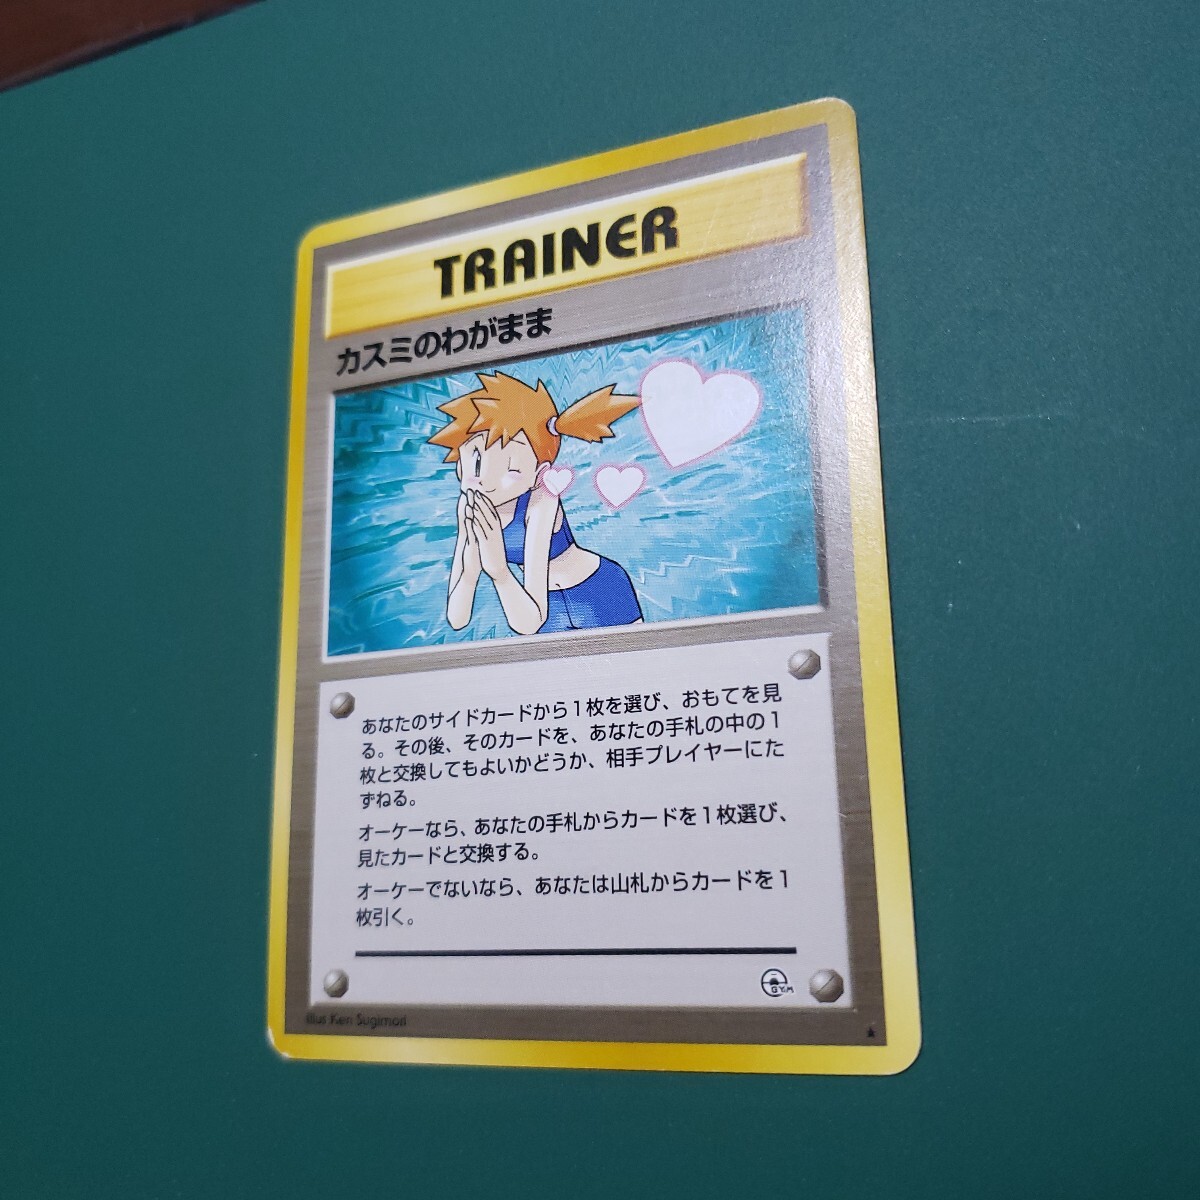 TRAINER
カスミのわがまま
あなたのサイドカードから1枚を選び、おもてを見
る。その後、そのカードを、あなたの手札の中の1
枚と交換してもよいかどうか、相手プレイヤーにた
ずねる。
オーケーなら、あなたの手札からカードを1枚選び、
見たカードと交換する。
オーケーでないなら、あなたは山札からカードを1
枚引く。
GYM
Illus Ken Sugimori
★